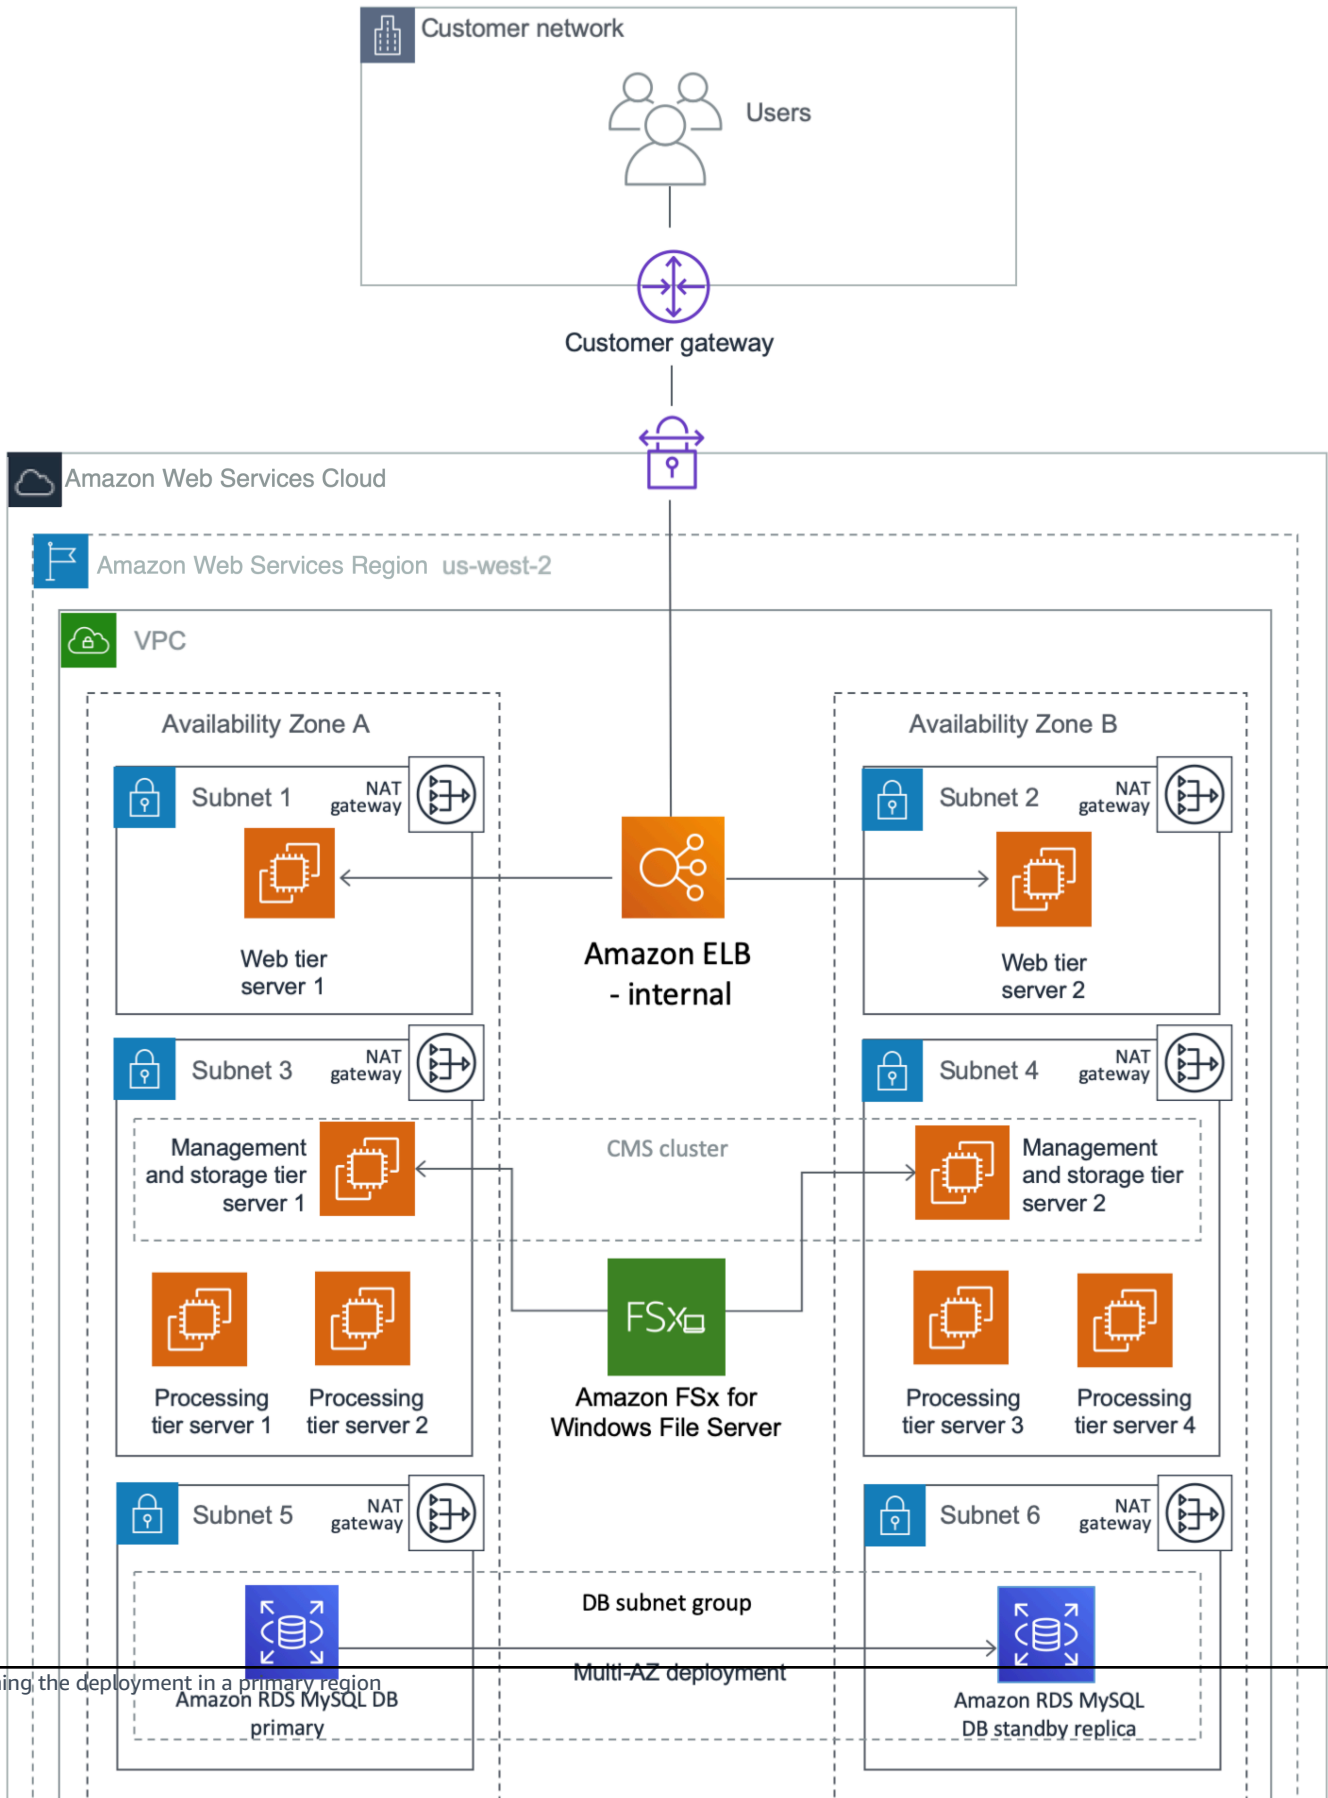 Customer network
Users
Customer gateway
Amazon Web Services Cloud
Amazon Web Services Region us-west-2
VPC
Availability Zone A
Availability Zone B
Subnet 1
NAT
gateway
Subnet 2
NAT
gateway
Web tier
server 1
Amazon ELB
- internal
Web tier
server 2
Subnet 3
NAT
gateway
Subnet 4
NAT
gateway
Management
and storage tier
server 1
CMS cluster
Management
and storage tier
server 2
FSx
Processing
tier server 1
Processing
tier server 2
Amazon FSx for
Windows File Server
Processing
tier server 3
Processing
tier server 4
Subnet 5
NAT
gateway
Subnet 6
NAT
gateway
DB subnet group
Multi-AZ deployment
the deployment in a primary region
Amazon RDS MySQL DB
primary
Amazon RDS MySQL
DB standby replica